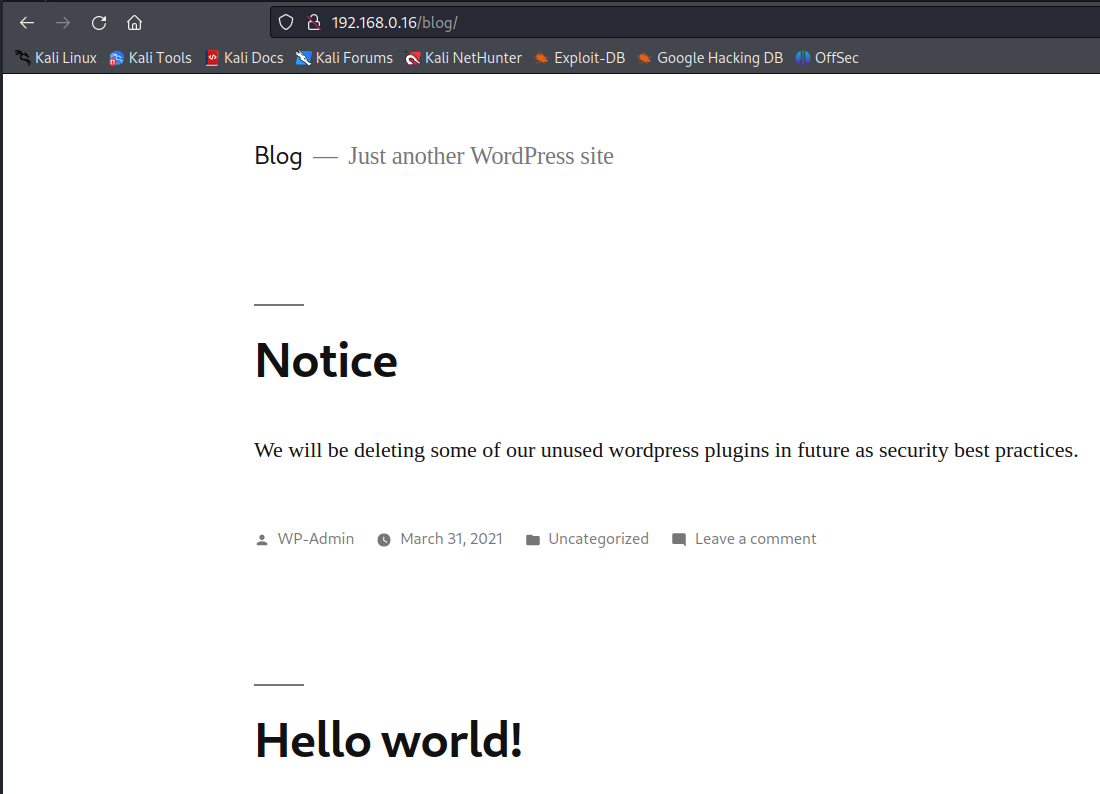 192.168.0.16/blog/
Kali Linux Kali Tools Kali Docs Kali Forums Kali NetHunter Exploit-DB Google Hacking DB OffSec
Blog — Just another WordPress site
Notice
We will be deleting some of our unused wordpress plugins in future as security best practices.
WP-Admin March 31, 2021 Uncategorized Leave a comment
Hello world!